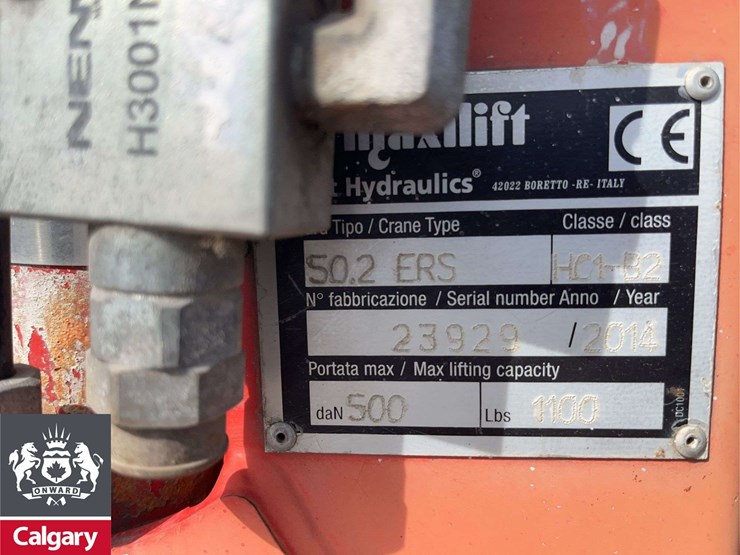 H3001
maxilift
Hydraulics® 42022 BORETTO -RE- ITALY
CE
Tipo / Crane Type Classe / class
50.2 ERS HC1-B2
N° fabbricazione / Serial number Anno / Year
23929 / 2014
Portata max / Max lifting capacity
daN 500 Lbs 1100
ONWARD
Calgary